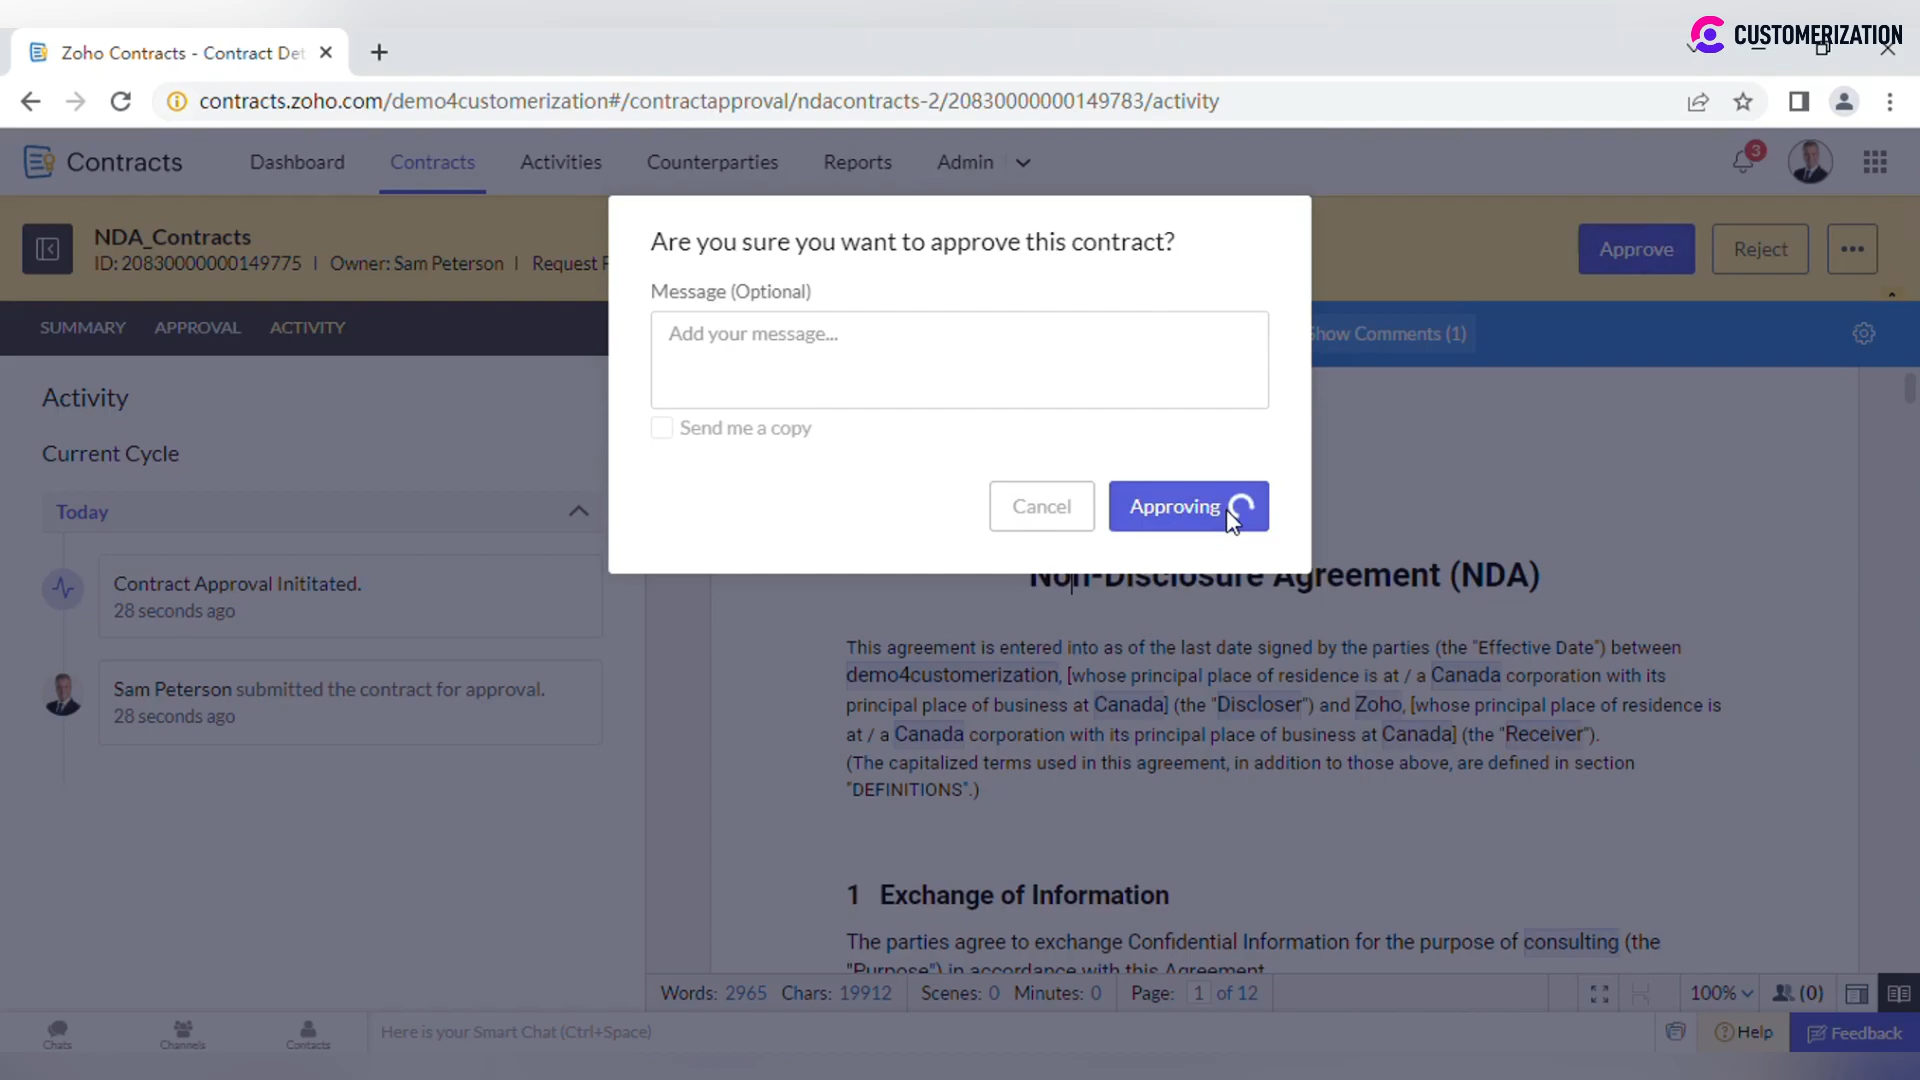 CUSTOMERIZATION
Zoho Contracts - Contract Det
contracts.zoho.com/demo4customerization#/contractapproval/ndacontracts-2/20830000000149783/activity
Contracts
Dashboard
Contracts
Activities
Counterparties
Reports
Admin
3
NDA_Contracts
ID: 20830000000149775 | Owner: Sam Peterson | Request
Approve
Reject
SUMMARY
APPROVAL
ACTIVITY
Show Comments (1)
Are you sure you want to approve this contract?
Message (Optional)
Add your message...
Send me a copy
Cancel
Approving
Activity
Current Cycle
Today
Contract Approval Inititated.
28 seconds ago
Sam Peterson submitted the contract for approval.
28 seconds ago
Non-Disclosure Agreement (NDA)
This agreement is entered into as of the last date signed by the parties (the "Effective Date") between
demo4customerization, [whose principal place of residence is at / a Canada corporation with its
principal place of business at Canada] (the "Discloser") and Zoho, [whose principal place of residence is
at / a Canada corporation with its principal place of business at Canada] (the "Receiver").
(The capitalized terms used in this agreement, in addition to those above, are defined in section
"DEFINITIONS".)
1 Exchange of Information
The parties agree to exchange Confidential Information for the purpose of consulting (the
"Purpose") in accordance with this Agreement
Words: 2965 Chars: 19912 Scenes: 0 Minutes: 0 Page: 1 of 12
100%
(0)
Chats
Channels
Contacts
Here is your Smart Chat (Ctrl+Space)
Help
Feedback